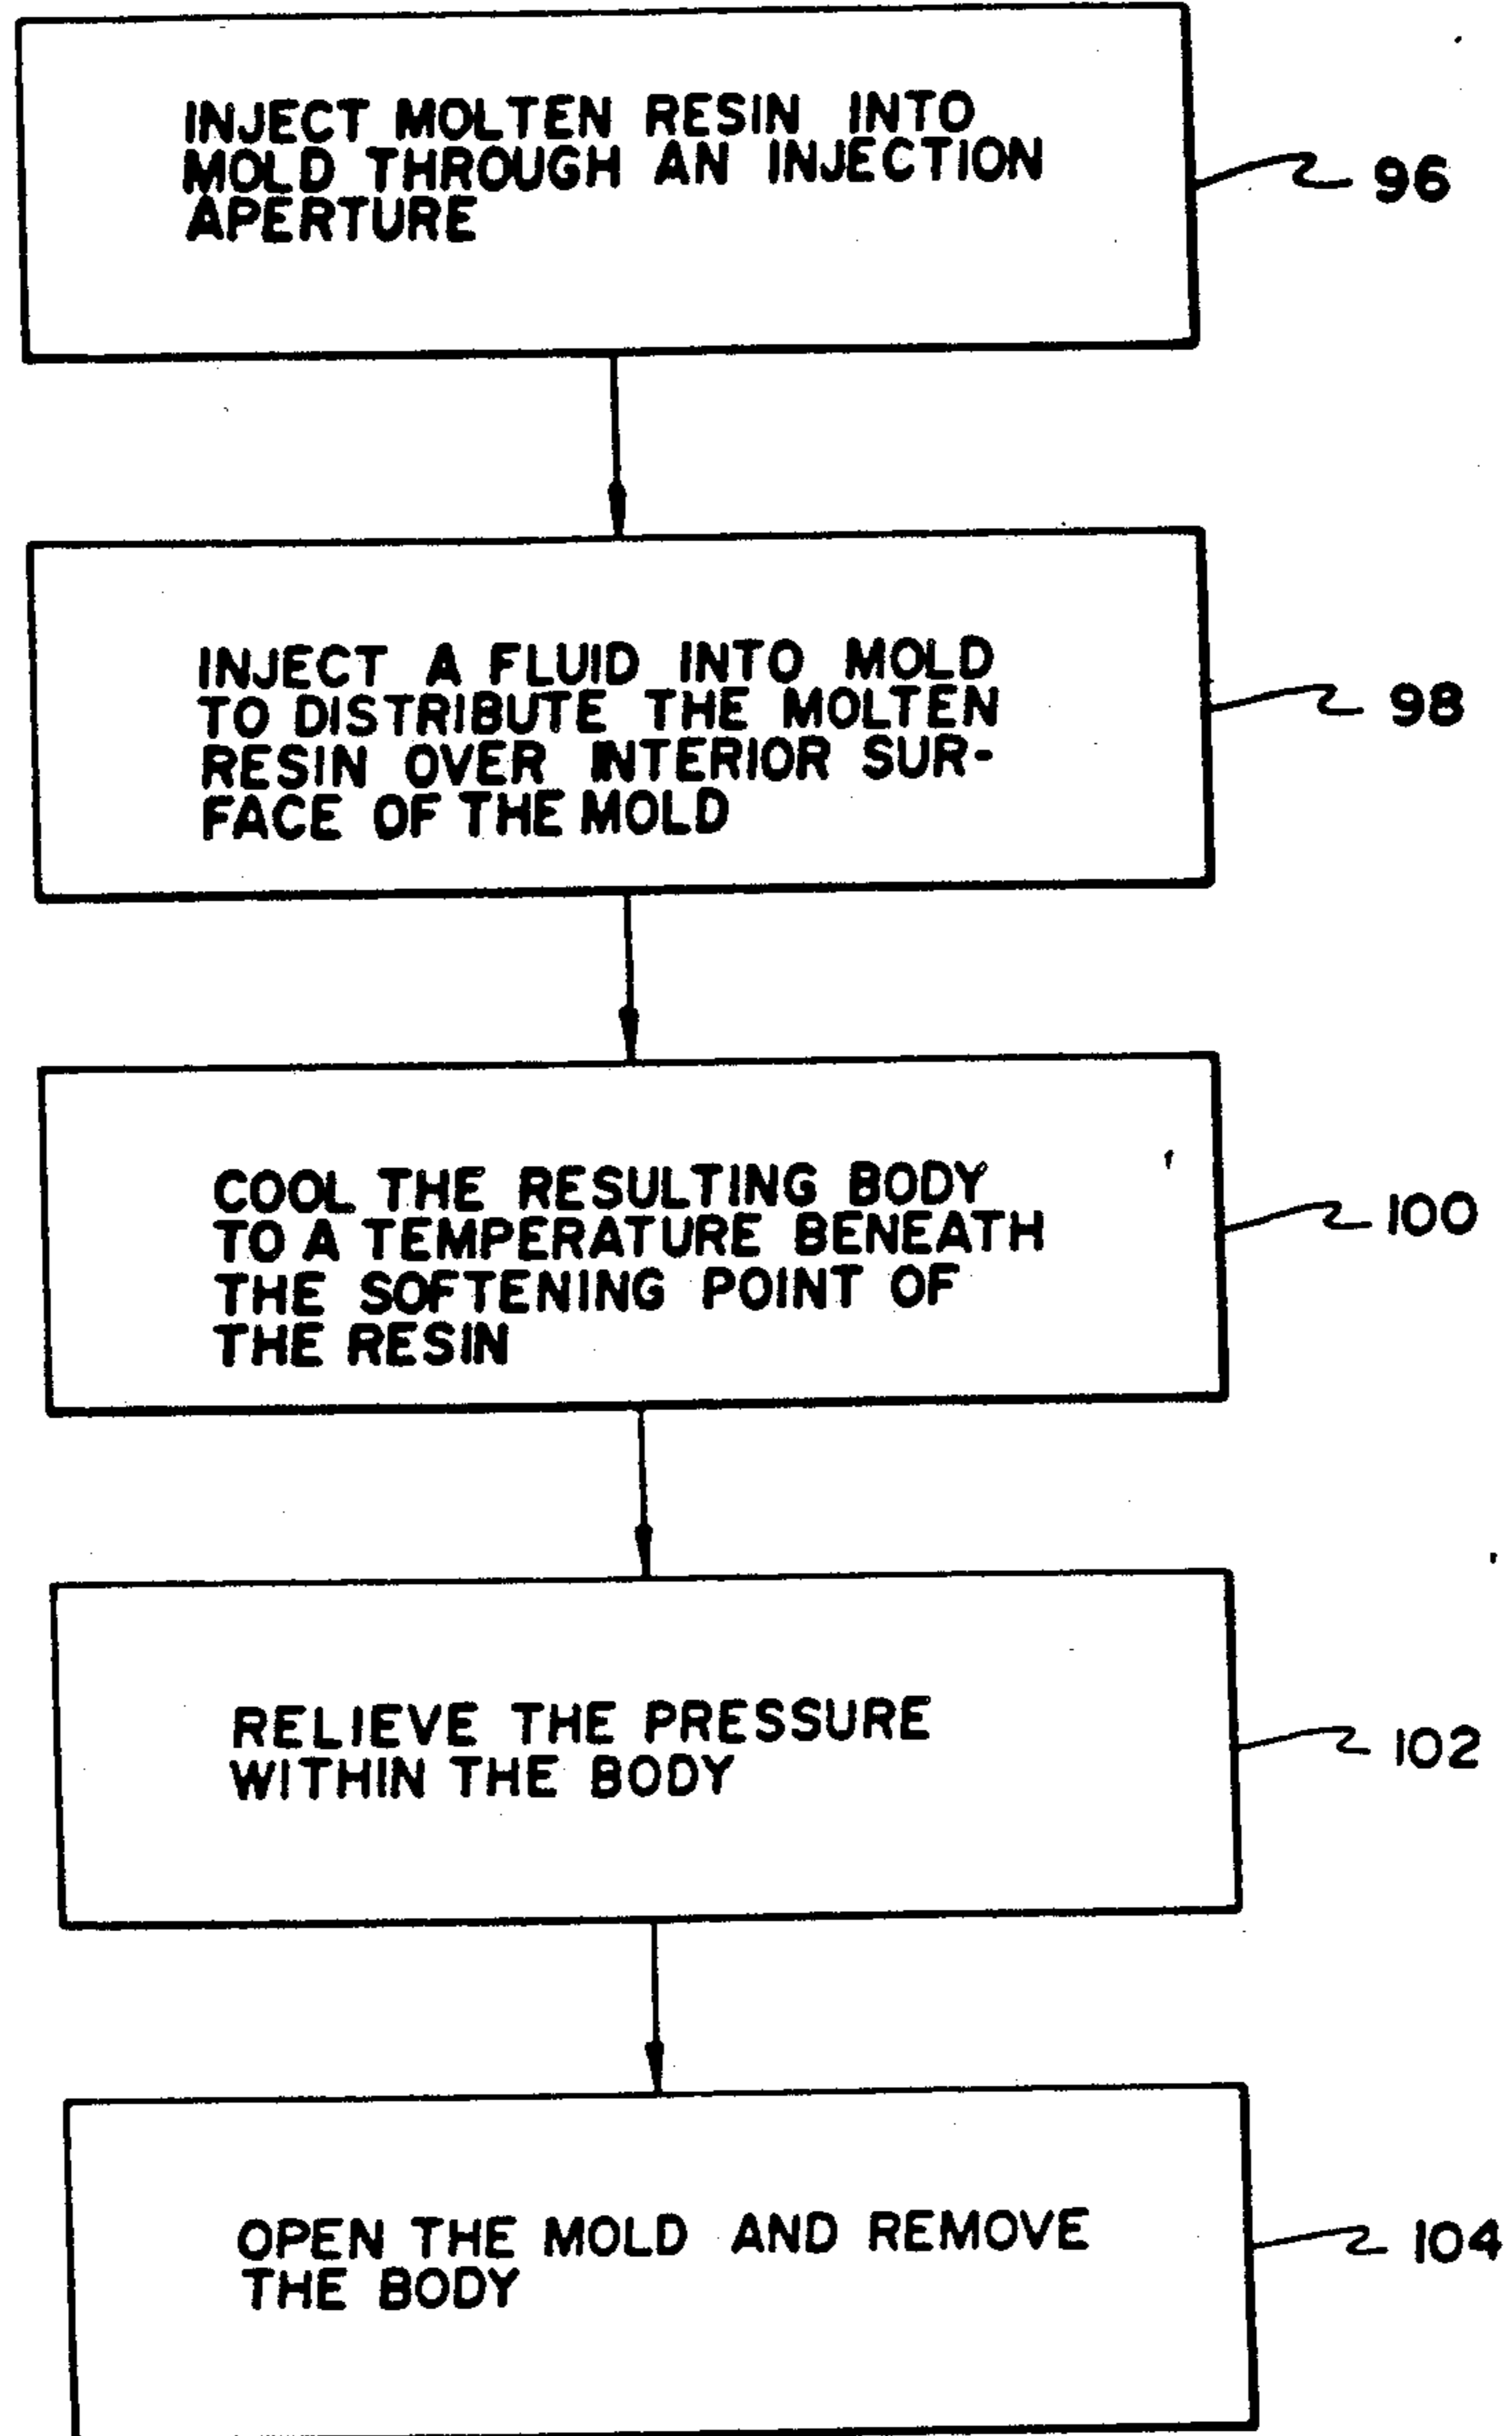 INJECT MOLTEN RESIN INTO
MOLD THROUGH AN INJECTION
APERTURE
96
INJECT A FLUID INTO MOLD
TO DISTRIBUTE THE MOLTEN
RESIN OVER INTERIOR SUR-
FACE OF THE MOLD
98
COOL THE RESULTING BODY
TO A TEMPERATURE BENEATH
THE SOFTENING POINT OF
THE RESIN
100
RELIEVE THE PRESSURE
WITHIN THE BODY
102
OPEN THE MOLD AND REMOVE
THE BODY
104